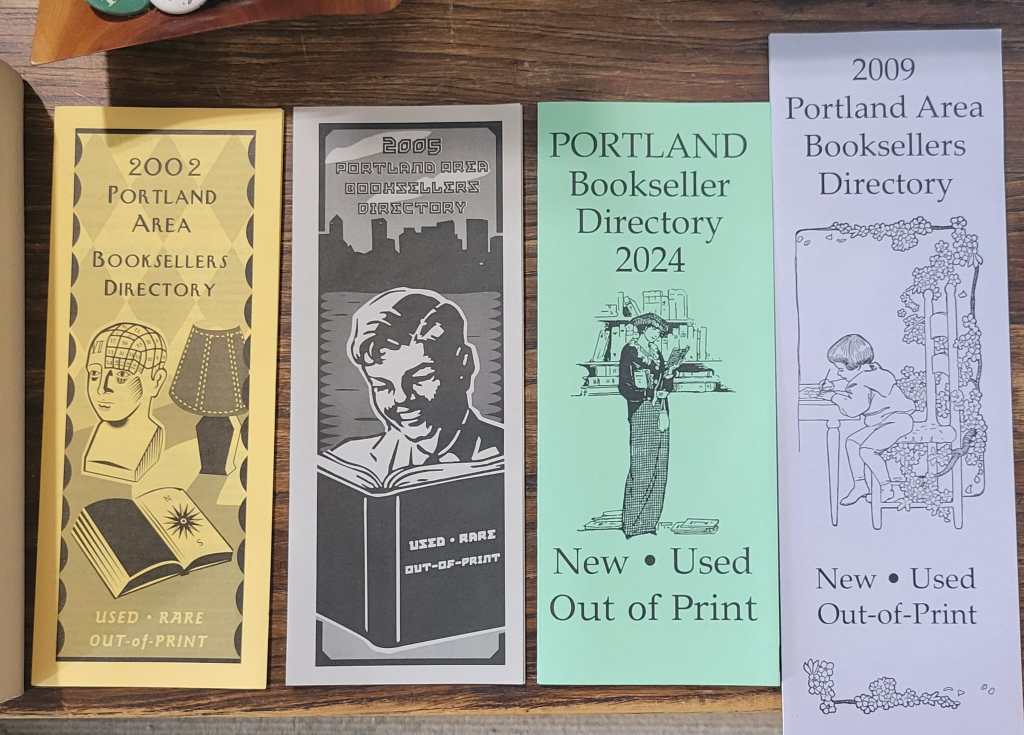 2002
PORTLAND
AREA
BOOKSELLERS
DIRECTORY
N
S
USED • RARE
OUT-of-PRINT
2005
PORTLAND AREA
BOOKSELLERS
DIRECTORY
USED • RARE
OUT-OF-PRINT
PORTLAND
Bookseller
Directory
2024
New • Used
Out of Print
2009
Portland Area
Booksellers
Directory
New • Used
Out-of-Print